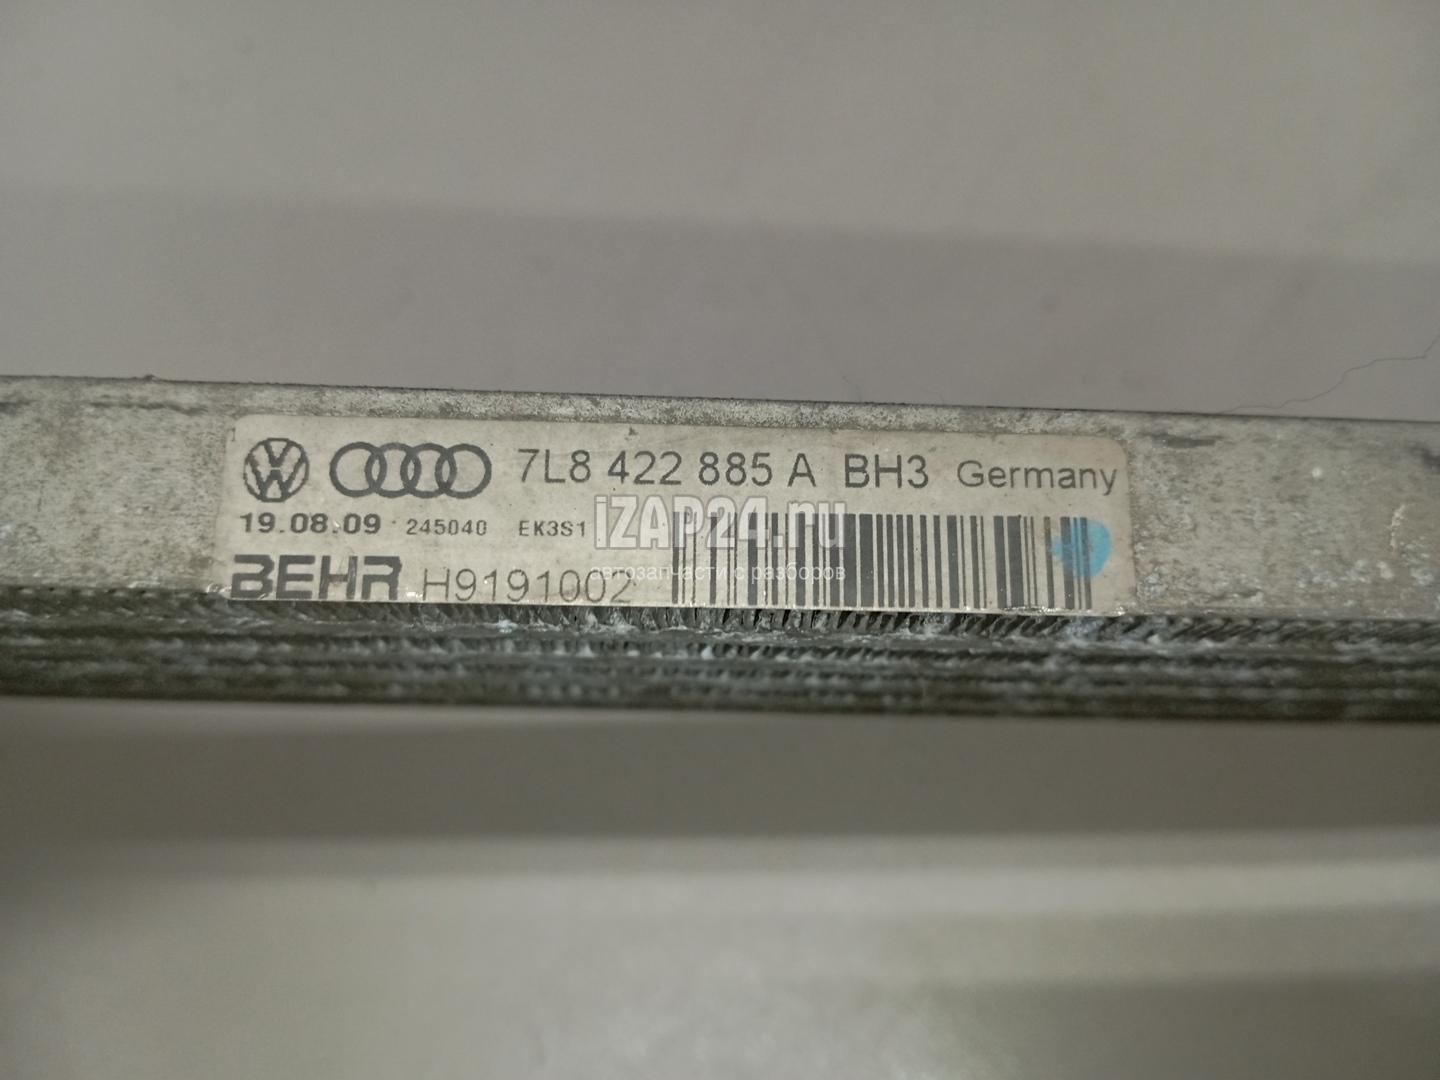 7L8 422 885 A BH3 Germany
19.08.09 245040 EK3S1
BEHR H9191002
iZAP24.ru
автозапчасти с разборов